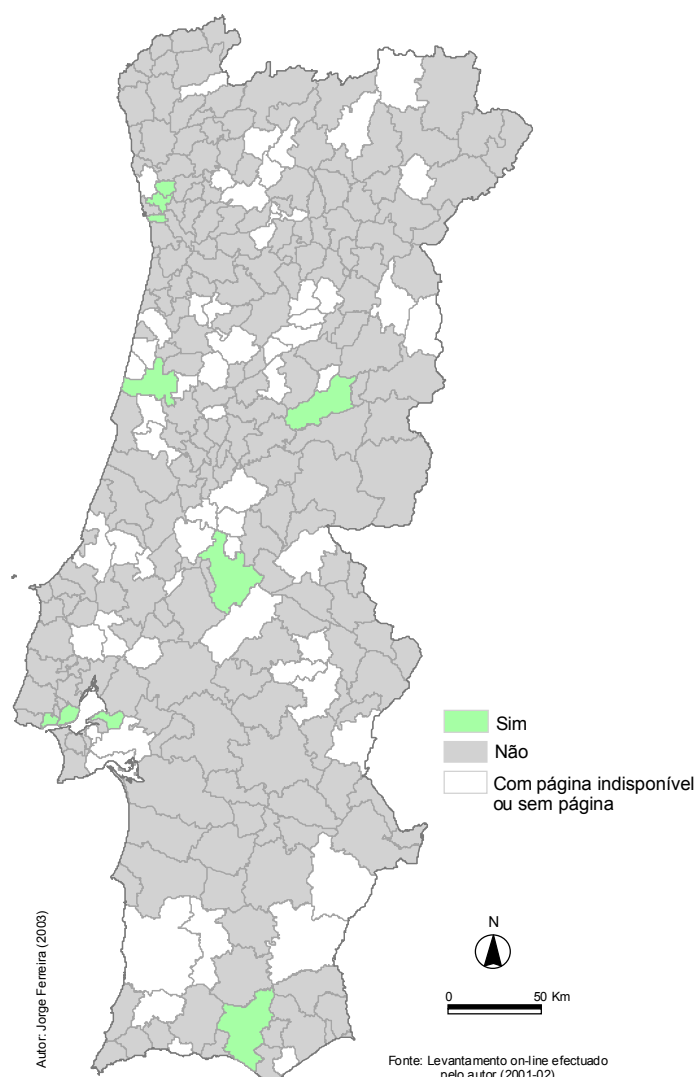 Sim
Não
Com página indisponível
ou sem página
N
0 50 Km
Autor: Jorge Ferreira (2003)
Fonte: Levantamento on-line efectuado
pelo autor (2001-02)